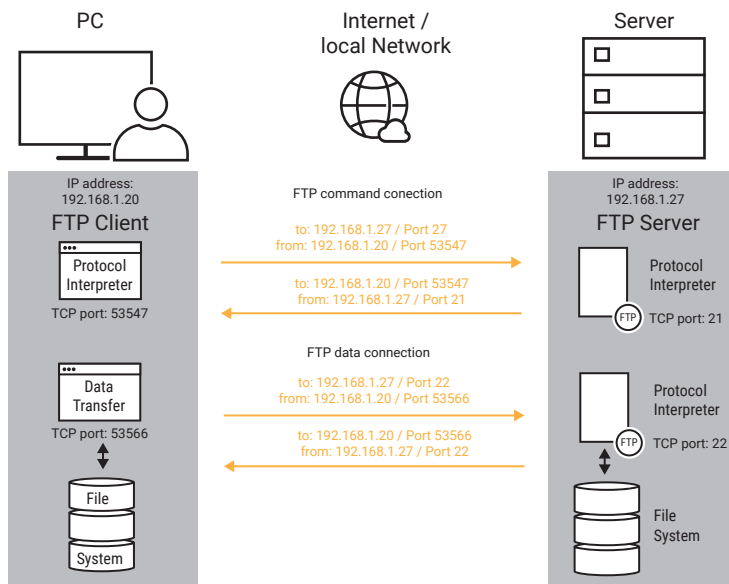 PC
Internet /
local Network
Server
IP address:
192.168.1.20
FTP Client
Protocol
Interpreter
TCP port: 53547
Data
Transfer
TCP port: 53566
File
System
FTP command conection
to: 192.168.1.27 / Port 27
from: 192.168.1.20 / Port 53547
to: 192.168.1.20 / Port 53547
from: 192.168.1.27 / Port 21
FTP data connection
to: 192.168.1.27 / Port 22
from: 192.168.1.20 / Port 53566
to: 192.168.1.20 / Port 53566
from: 192.168.1.27 / Port 22
IP address:
192.168.1.27
FTP Server
Protocol
Interpreter
FTP
TCP port: 21
Protocol
Interpreter
FTP
TCP port: 22
File
System